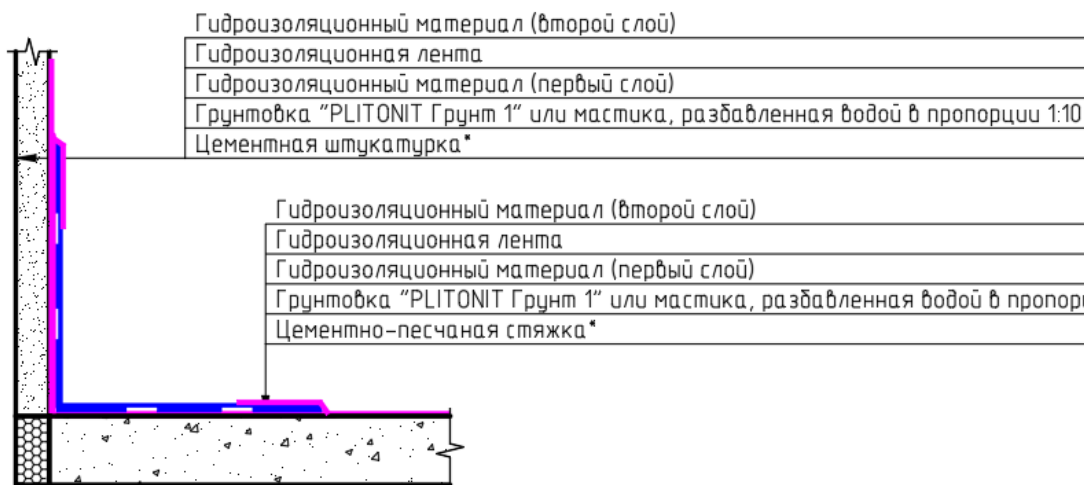 Гидроизоляционный материал (второй слой)
Гидроизоляционная лента
Гидроизоляционный материал (первый слой)
Грунтовка "PLITONIT Грунт 1" или мастика, разбавленная водой в пропорции 1:10
Цементная штукатурка*
Гидроизоляционный материал (второй слой)
Гидроизоляционная лента
Гидроизоляционный материал (первый слой)
Грунтовка "PLITONIT Грунт 1" или мастика, разбавленная водой в
Цементно-песчаная стяжка*